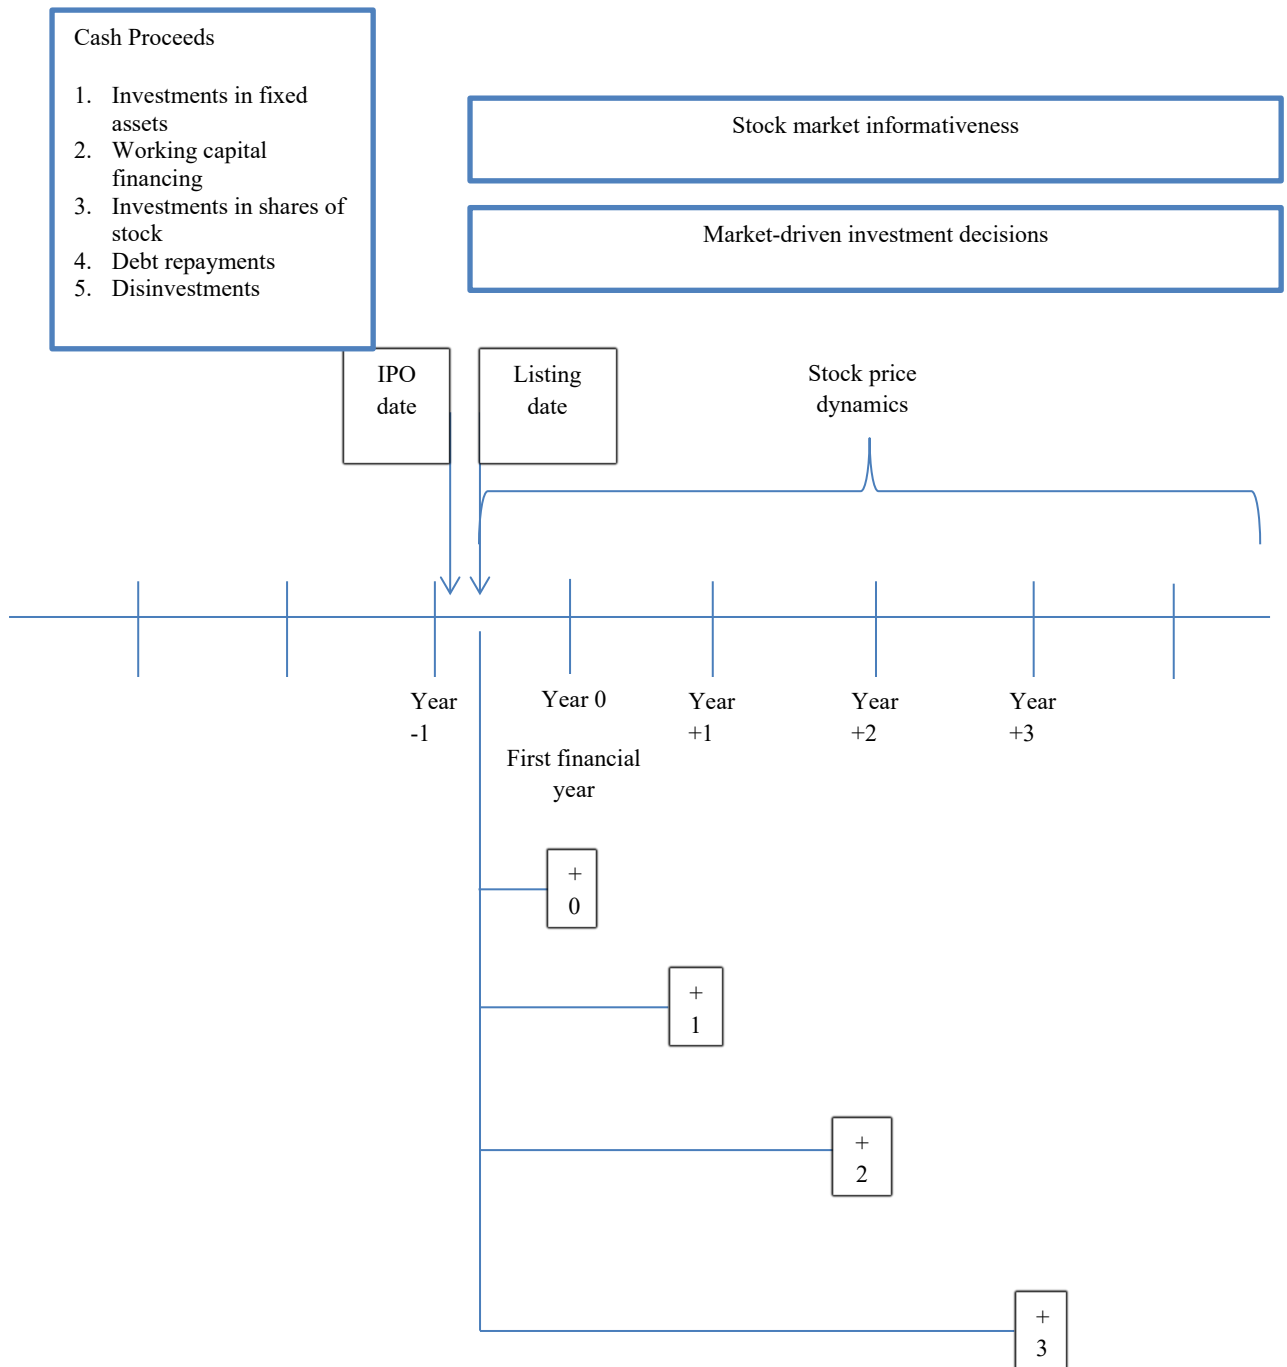 Cash Proceeds
1. Investments in fixed
assets
2. Working capital
financing
3. Investments in shares of
stock
4. Debt repayments
5. Disinvestments
Stock market informativeness
Market-driven investment decisions
IPO
date
Listing
date
Stock price
dynamics
Year
-1
Year 0
Year
+1
Year
+2
Year
+3
First financial
year
+
0
+
1
+
2
+
3